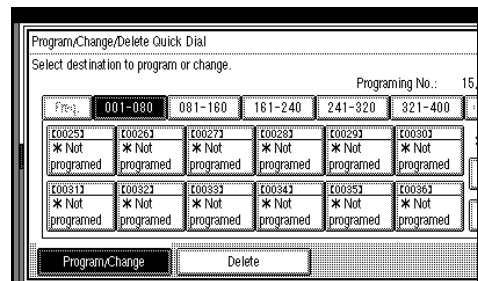 Program/Change/Delete Quick Dial
Select destination to program or change.
Programing No.: 15,
Freq. 001-080 081-160 161-240 241-320 321-400
[0025] [0026] [0027] [0028] [0029] [0030]
* Not * Not * Not * Not * Not * Not
programed programed programed programed programed programed
[0031] [0032] [0033] [0034] [0035] [0036]
* Not * Not * Not * Not * Not * Not
programed programed programed programed programed programed
Program/Change Delete